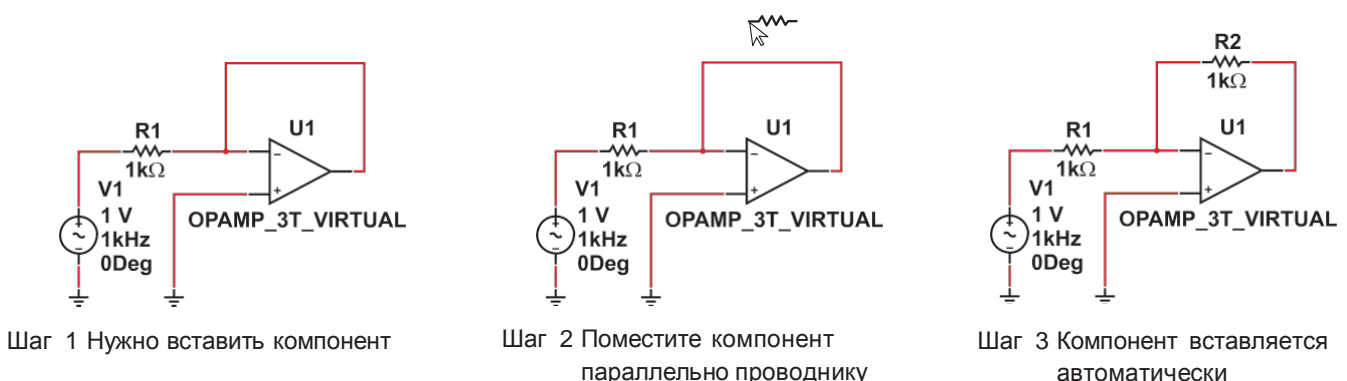 R1
1kΩ
U1
V1
1 V
1kHz
0Deg
OPAMP_3T_VIRTUAL
Шаг 1 Нужно вставить компонент
R1
1kΩ
U1
V1
1 V
1kHz
0Deg
OPAMP_3T_VIRTUAL
Шаг 2 Поместите компонент
параллельно проводнику
R2
1kΩ
R1
1kΩ
U1
V1
1 V
1kHz
0Deg
OPAMP_3T_VIRTUAL
Шаг 3 Компонент вставляется
автоматически